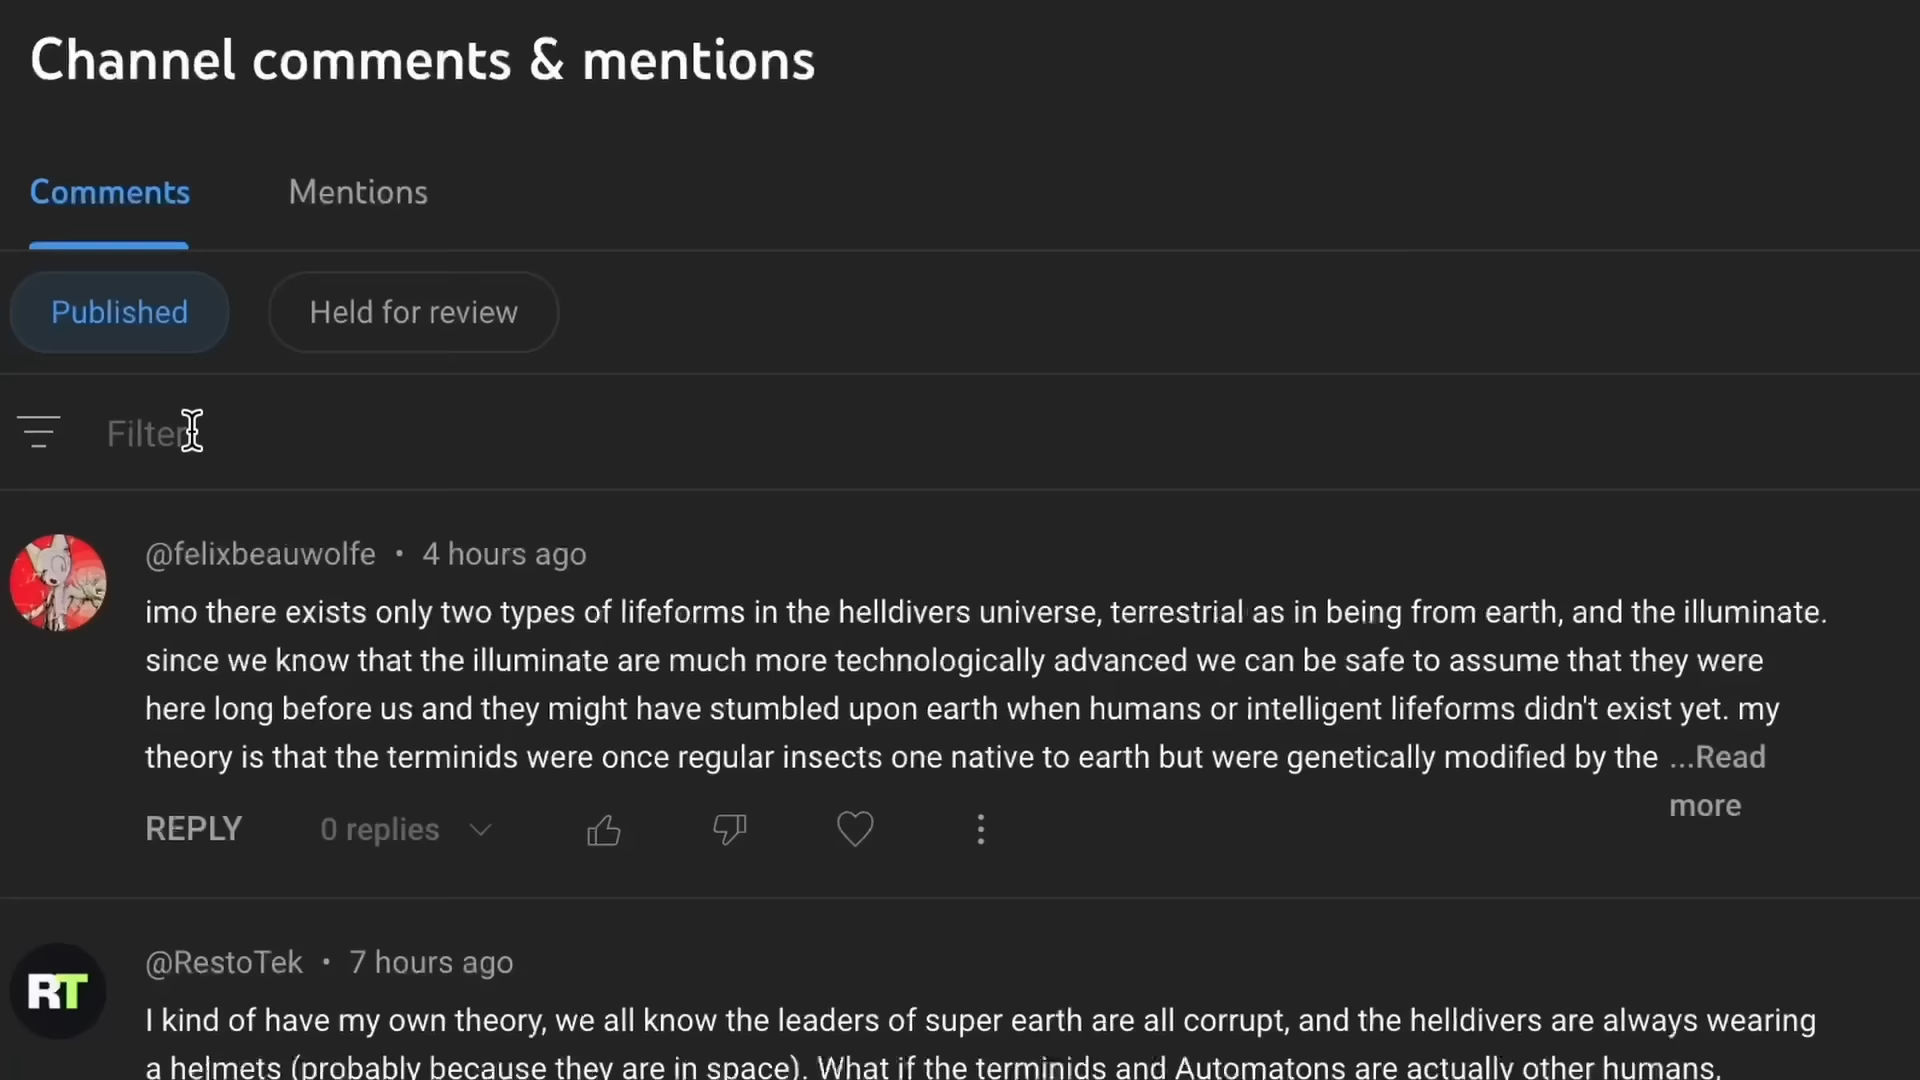 Channel comments & mentions
Comments
Mentions
Published
Held for review
Filter
@felixbeauwolfe • 4 hours ago
imo there exists only two types of lifeforms in the helldivers universe, terrestrial as in being from earth, and the illuminate.
since we know that the illuminate are much more technologically advanced we can be safe to assume that they were
here long before us and they might have stumbled upon earth when humans or intelligent lifeforms didn't exist yet. my
theory is that the terminids were once regular insects one native to earth but were genetically modified by the ...Read
more
REPLY
0 replies
RT
@RestoTek • 7 hours ago
I kind of have my own theory, we all know the leaders of super earth are all corrupt, and the helldivers are always wearing
a helmets (probably because they are in space). What if the terminids and Automatons are actually other humans,